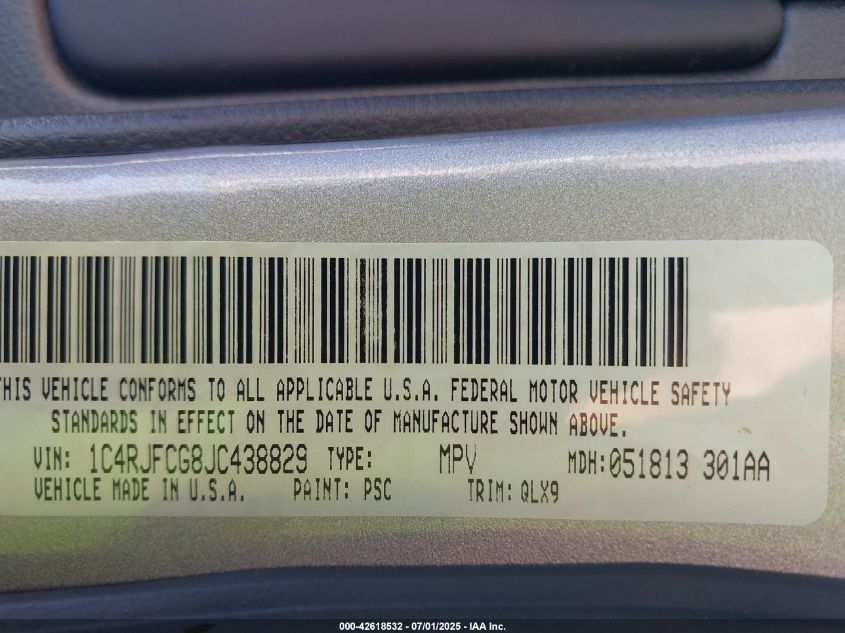 THIS VEHICLE CONFORMS TO ALL APPLICABLE U.S.A. FEDERAL MOTOR VEHICLE SAFETY
STANDARDS IN EFFECT ON THE DATE OF MANUFACTURE SHOWN ABOVE.
VIN: 1C4RJFCG8JC438829 TYPE: MPV MDH:051813 301AA
VEHICLE MADE IN U.S.A. PAINT: PSC TRIM: QLX9
000-42618532 - 07/01/2025 - IAA Inc.